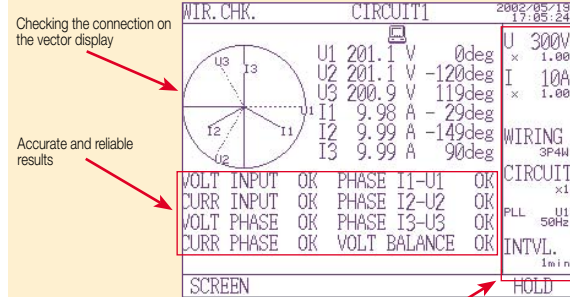 Checking the connection on
the vector display
Accurate and reliable
results
WIR.CHK. CIRCUIT1 2002/05/19
17:05:24
U3
I3
U1
I2
I1
U2
U1 201.1 V 0deg
U2 201.1 V -120deg
U3 200.9 V 119deg
I1 9.98 A - 29deg
I2 9.99 A -149deg
I3 9.99 A 90deg
VOLT INPUT OK PHASE I1-U1 OK
CURR INPUT OK PHASE I2-U2 OK
VOLT PHASE OK PHASE I3-U3 OK
CURR PHASE OK VOLT BALANCE OK
U 300V
× 1.00
I 10A
× 1.00
WIRING
3P4W
CIRCUIT
×1
PLL U1
50Hz
INTVL.
1min
SCREEN HOLD